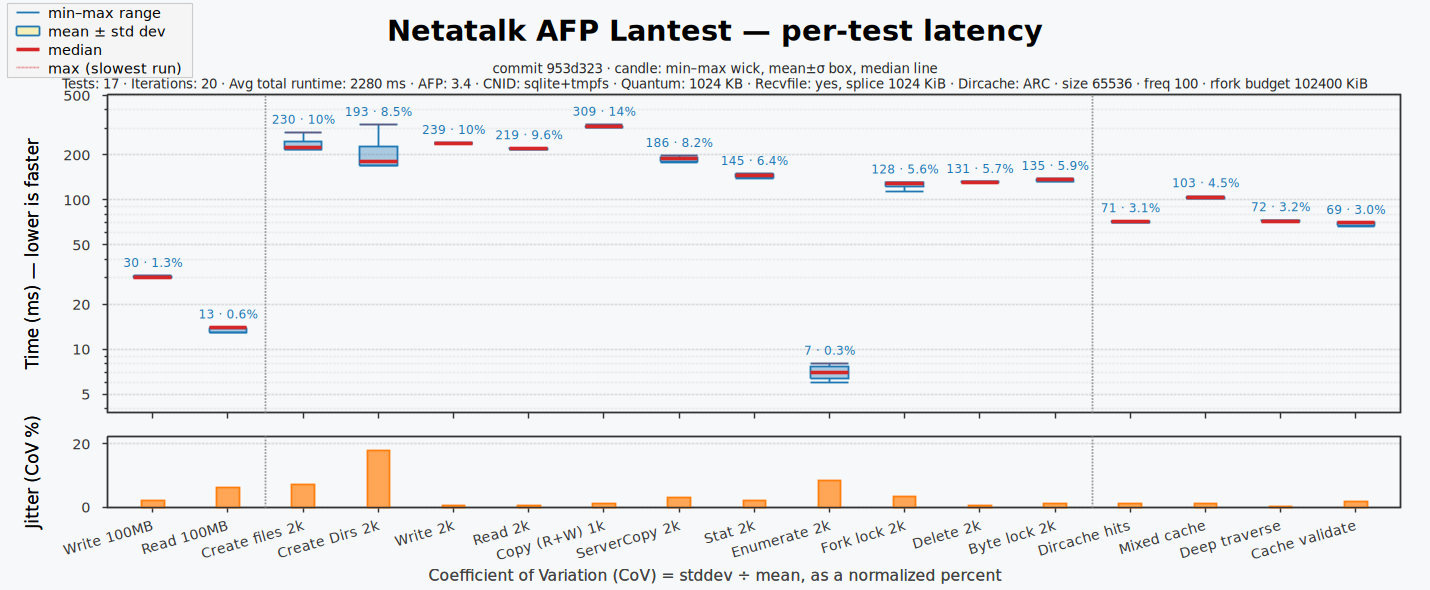 min–max range
mean ± std dev
median
max (slowest run)
Netatalk AFP Lantest — per-test latency
commit 953d323 · candle: min–max wick, mean±σ box, median line
Tests: 17 · Iterations: 20 · Avg total runtime: 2280 ms · AFP: 3.4 · CNID: sqlite+tmpfs · Quantum: 1024 KB · Recvfile: yes, splice 1024 KiB · Dircache: ARC · size 65536 · freq 100 · rfork budget 102400 KiB
Time (ms) — lower is faster
500
200
100
50
20
10
5
30 · 1.3%
13 · 0.6%
230 · 10%
193 · 8.5%
239 · 10%
219 · 9.6%
309 · 14%
186 · 8.2%
145 · 6.4%
7 · 0.3%
128 · 5.6%
131 · 5.7%
135 · 5.9%
71 · 3.1%
103 · 4.5%
72 · 3.2%
69 · 3.0%
Jitter (CoV %)
20
0
Write 100MB
Read 100MB
Create files 2k
Create Dirs 2k
Write 2k
Read 2k
Copy (R+W) 1k
ServerCopy 2k
Stat 2k
Enumerate 2k
Fork lock 2k
Delete 2k
Byte lock 2k
Dircache hits
Mixed cache
Deep traverse
Cache validate
Coefficient of Variation (CoV) = stddev ÷ mean, as a normalized percent